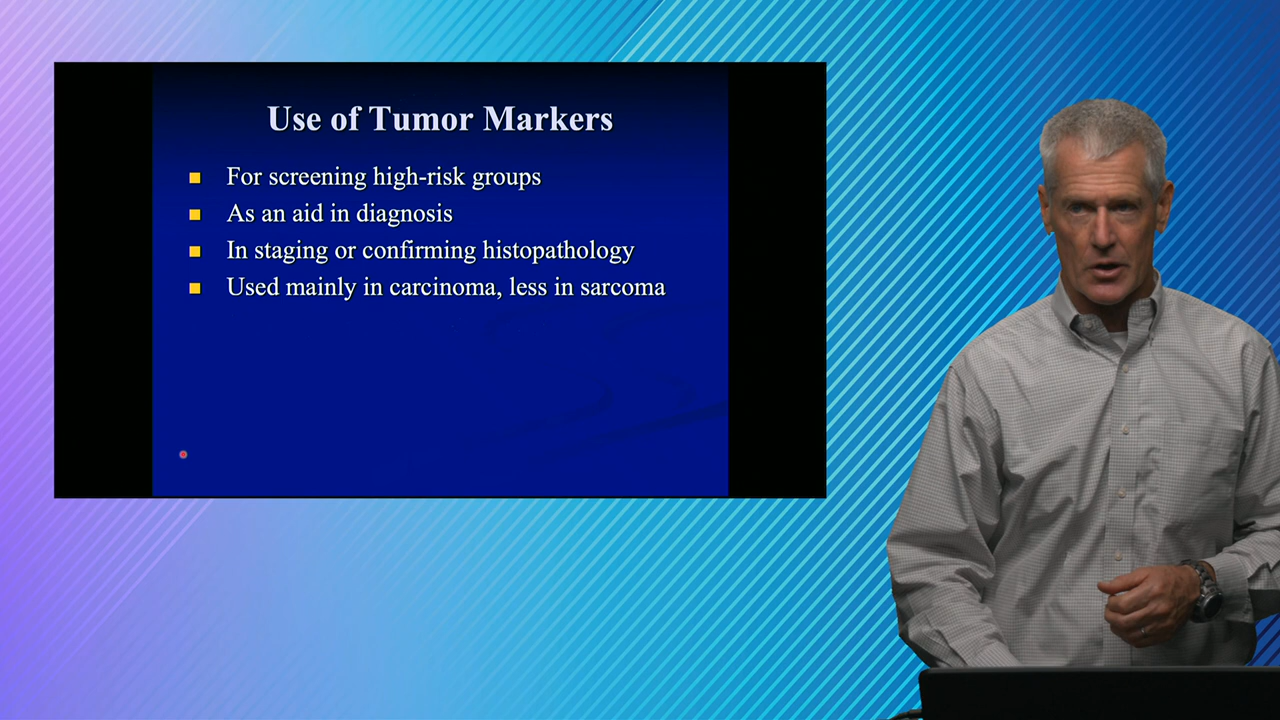 Use of Tumor Markers
For screening high-risk groups
As an aid in diagnosis
In staging or confirming histopathology
Used mainly in carcinoma, less in sarcoma